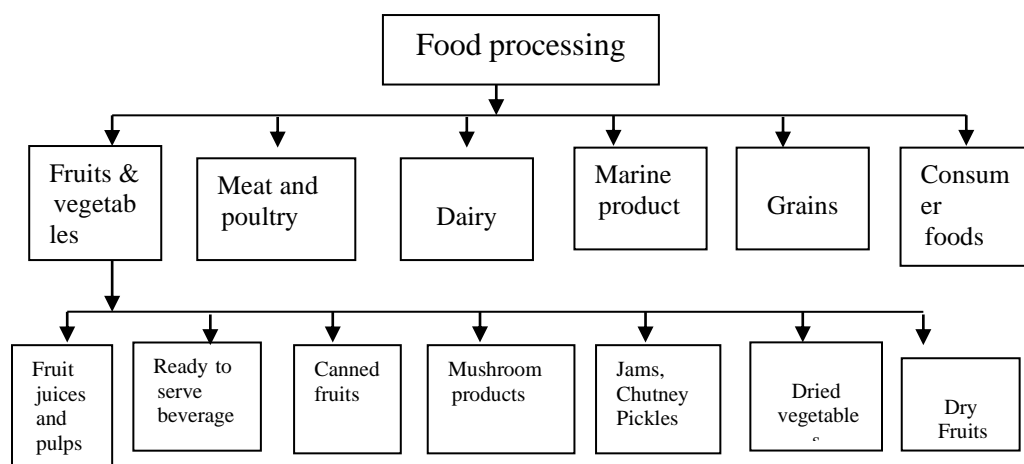 Food processing
Fruits &
vegetab
les
Meat and
poultry
Dairy
Marine
product
Grains
Consum
er
foods
Fruit
juices
and
pulps
Ready to
serve
beverage
Canned
fruits
Mushroom
products
Jams,
Chutney
Pickles
Dried
vegetable
s
Dry
Fruits